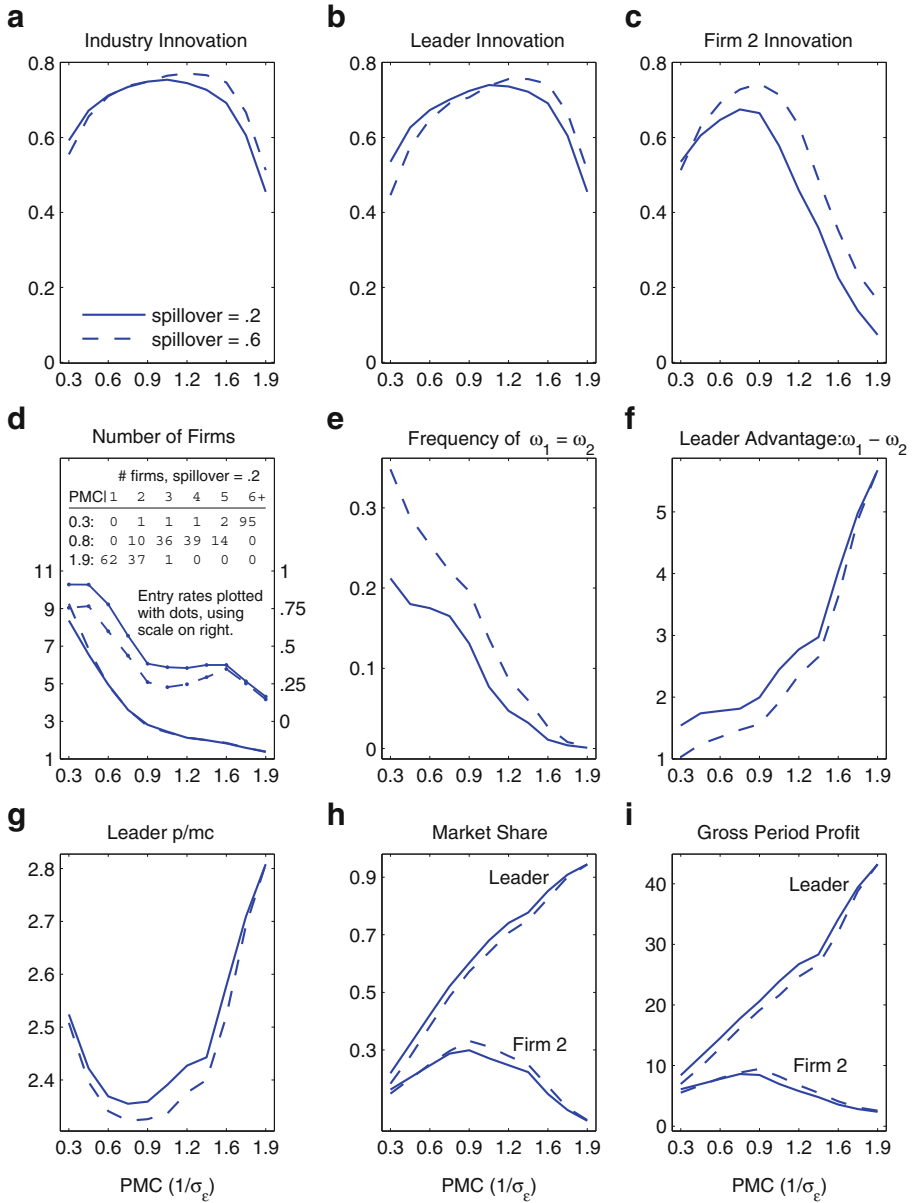 a
Industry Innovation
0.8
0.6
0.4
0.2
0
spillover = .2
spillover = .6
0.3 0.6 0.9 1.2 1.6 1.9
b
Leader Innovation
0.8
0.6
0.4
0.2
0
0.3 0.6 0.9 1.2 1.6 1.9
c
Firm 2 Innovation
0.8
0.6
0.4
0.2
0
0.3 0.6 0.9 1.2 1.6 1.9
d
Number of Firms
# firms, spillover = .2
PMC| 1 2 3 4 5 6+
0.3: 0 1 1 1 2 95
0.8: 0 10 36 39 14 0
1.9: 62 37 1 0 0 0
Entry rates plotted
with dots, using
scale on right.
11
9
7
5
3
1
1
.75
.5
.25
0
0.3 0.6 0.9 1.2 1.6 1.9
e
Frequency of ω1 = ω2
0.3
0.2
0.1
0
0.3 0.6 0.9 1.2 1.6 1.9
f
Leader Advantage:ω1 − ω2
5
4
3
2
1
0.3 0.6 0.9 1.2 1.6 1.9
g
Leader p/mc
2.8
2.7
2.6
2.5
2.4
0.3 0.6 0.9 1.2 1.6 1.9
PMC (1/σε)
h
Market Share
0.9
0.7
0.5
0.3
Leader
Firm 2
0.3 0.6 0.9 1.2 1.6 1.9
PMC (1/σε)
i
Gross Period Profit
40
30
20
10
0
Leader
Firm 2
0.3 0.6 0.9 1.2 1.6 1.9
PMC (1/σε)